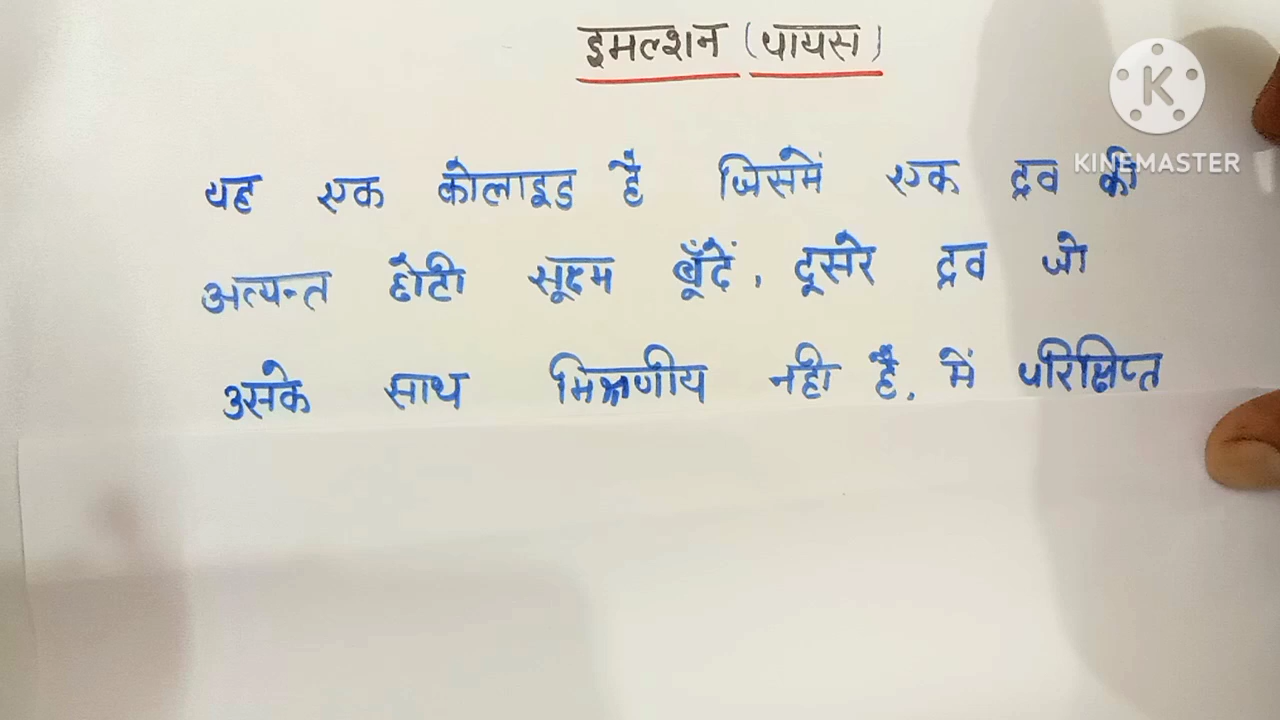 इमल्शन (पायस)
KINEMASTER
यह एक कोलाइड है जिसमें एक द्रव की
अत्यन्त छोटी सूक्ष्म बूँदें, दूसरे द्रव जो
उसके साथ मिश्रणीय नही है, में परिक्षिप्त